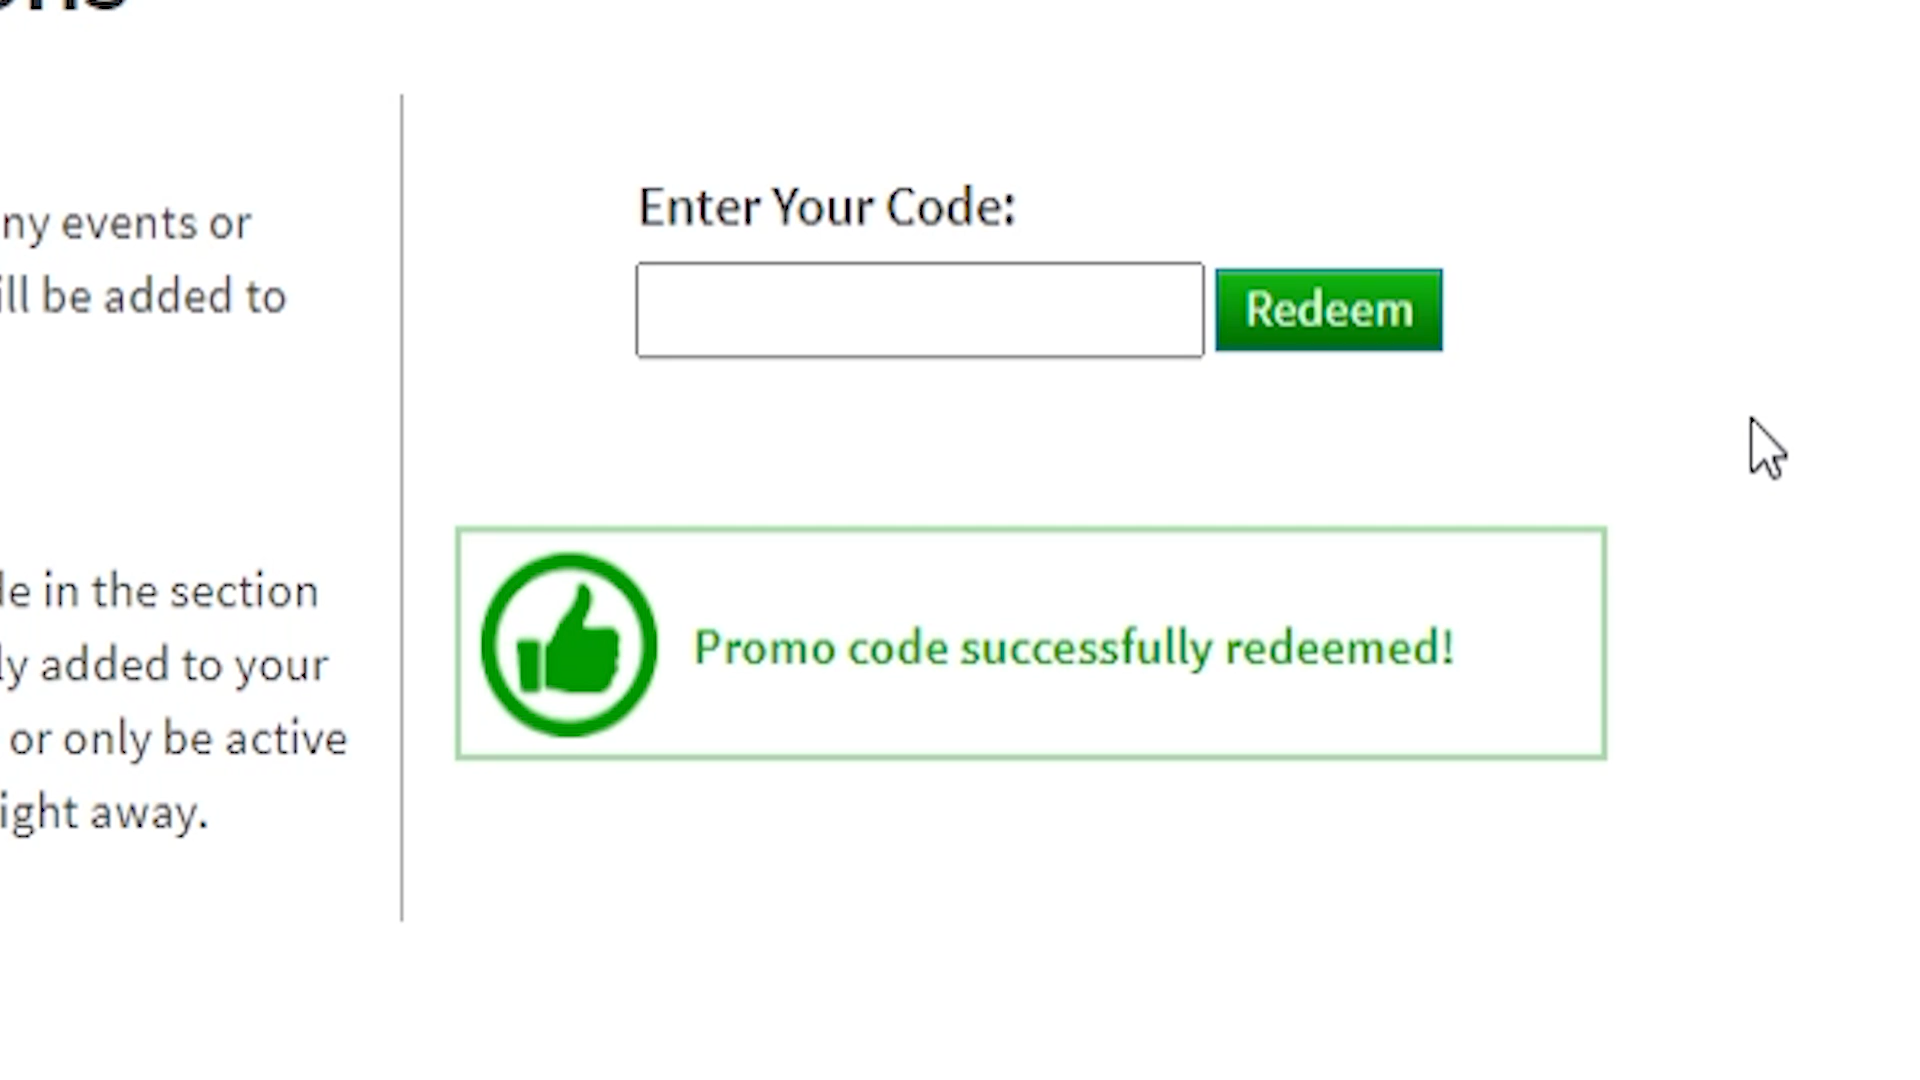 ny events or
ill be added to
in the section
ly added to your
or only be active
ight away.
Enter Your Code:
Redeem
Promo code successfully redeemed!